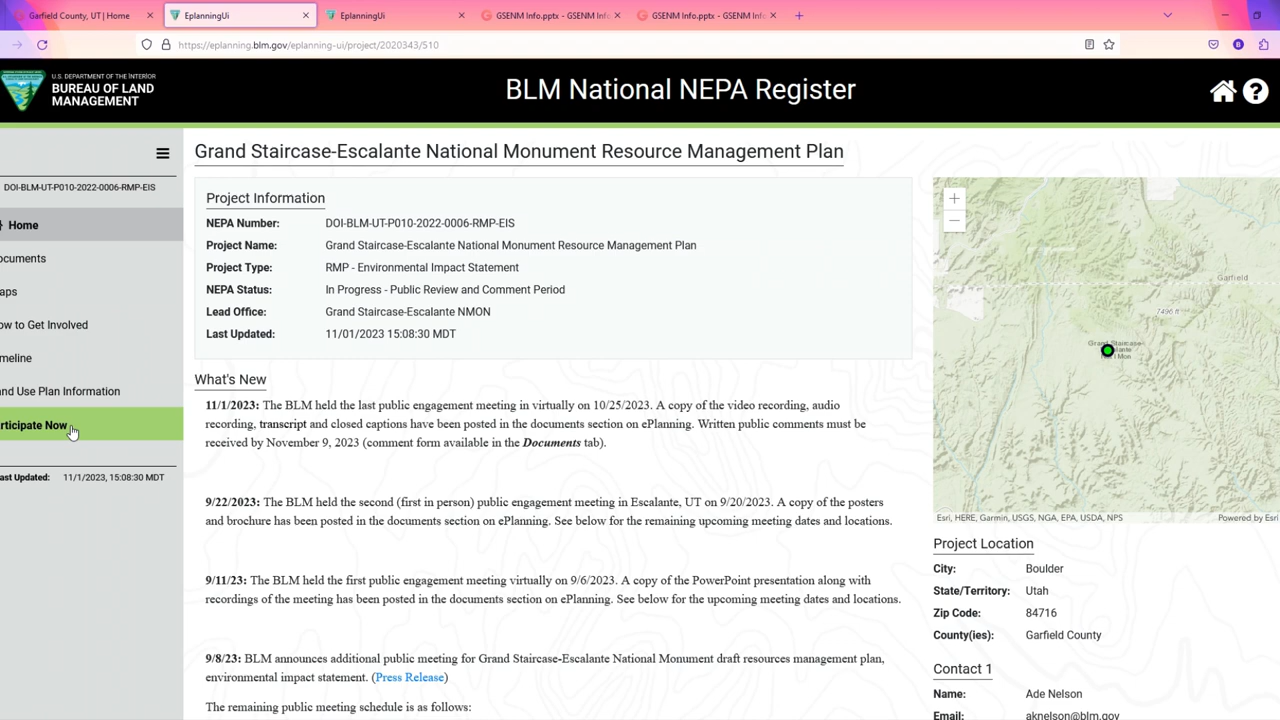 Garfield County, UT | Home
EplanningUi
EplanningUi
GSENM Info.pptx - GSENM Inf
GSENM Info.pptx - GSENM Inf
https://eplanning.blm.gov/eplanning-ui/project/2020343/510
U.S. DEPARTMENT OF THE INTERIOR
BUREAU OF LAND
MANAGEMENT
BLM National NEPA Register
DOI-BLM-UT-P010-2022-0006-RMP-EIS
Home
ocuments
aps
ow to Get Involved
meline
nd Use Plan Information
rticipate Now
ast Updated: 11/1/2023, 15:08:30 MDT
Grand Staircase-Escalante National Monument Resource Management Plan
Project Information
NEPA Number: DOI-BLM-UT-P010-2022-0006-RMP-EIS
Project Name: Grand Staircase-Escalante National Monument Resource Management Plan
Project Type: RMP - Environmental Impact Statement
NEPA Status: In Progress - Public Review and Comment Period
Lead Office: Grand Staircase-Escalante NMON
Last Updated: 11/01/2023 15:08:30 MDT
What's New
11/1/2023: The BLM held the last public engagement meeting in virtually on 10/25/2023. A copy of the video recording, audio
recording, transcript and closed captions have been posted in the documents section on ePlanning. Written public comments must be
received by November 9, 2023 (comment form available in the Documents tab).
9/22/2023: The BLM held the second (first in person) public engagement meeting in Escalante, UT on 9/20/2023. A copy of the posters
and brochure has been posted in the documents section on ePlanning. See below for the remaining upcoming meeting dates and locations.
9/11/23: The BLM held the first public engagement meeting virtually on 9/6/2023. A copy of the PowerPoint presentation along with
recordings of the meeting has been posted in the documents section on ePlanning. See below for the upcoming meeting dates and locations.
9/8/23: BLM announces additional public meeting for Grand Staircase-Escalante National Monument draft resources management plan,
environmental impact statement. (Press Release)
The remaining public meeting schedule is as follows:
Garfield
7496 ft
Grand Staircase
Esri, HERE, Garmin, USGS, NGA, EPA, USDA, NPS Powered by Esri
Project Location
City: Boulder
State/Territory: Utah
Zip Code: 84716
County(ies): Garfield County
Contact 1
Name: Ade Nelson
Email: aknelson@blm.gov